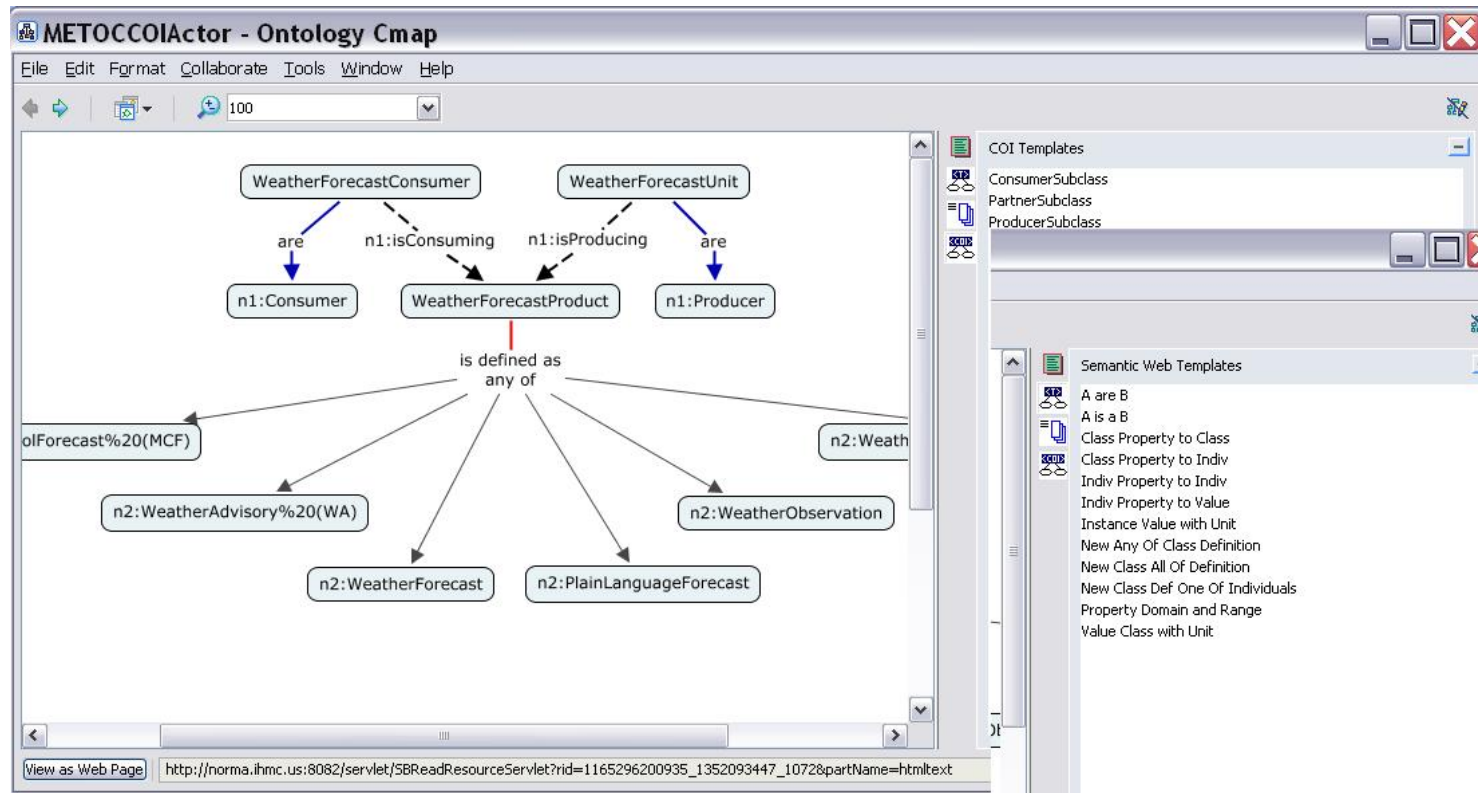 METOCCOIActor - Ontology Cmap
File Edit Format Collaborate Tools Window Help
100
WeatherForecastConsumer
WeatherForecastUnit
are
n1:isConsuming
n1:isProducing
are
n1:Consumer
WeatherForecastProduct
n1:Producer
is defined as
any of
olForecast%20(MCF)
n2:Weath
n2:WeatherAdvisory%20(WA)
n2:WeatherObservation
n2:WeatherForecast
n2:PlainLanguageForecast
View as Web Page
http://norma.ihmc.us:8082/servlet/SBReadResourceServlet?rid=1165296200935_1352093447_1072&partName=htmltext
COI Templates
ConsumerSubclass
PartnerSubclass
ProducerSubclass
Semantic Web Templates
A are B
A is a B
Class Property to Class
Class Property to Indiv
Indiv Property to Indiv
Indiv Property to Value
Instance Value with Unit
New Any Of Class Definition
New Class All Of Definition
New Class Def One Of Individuals
Property Domain and Range
Value Class with Unit